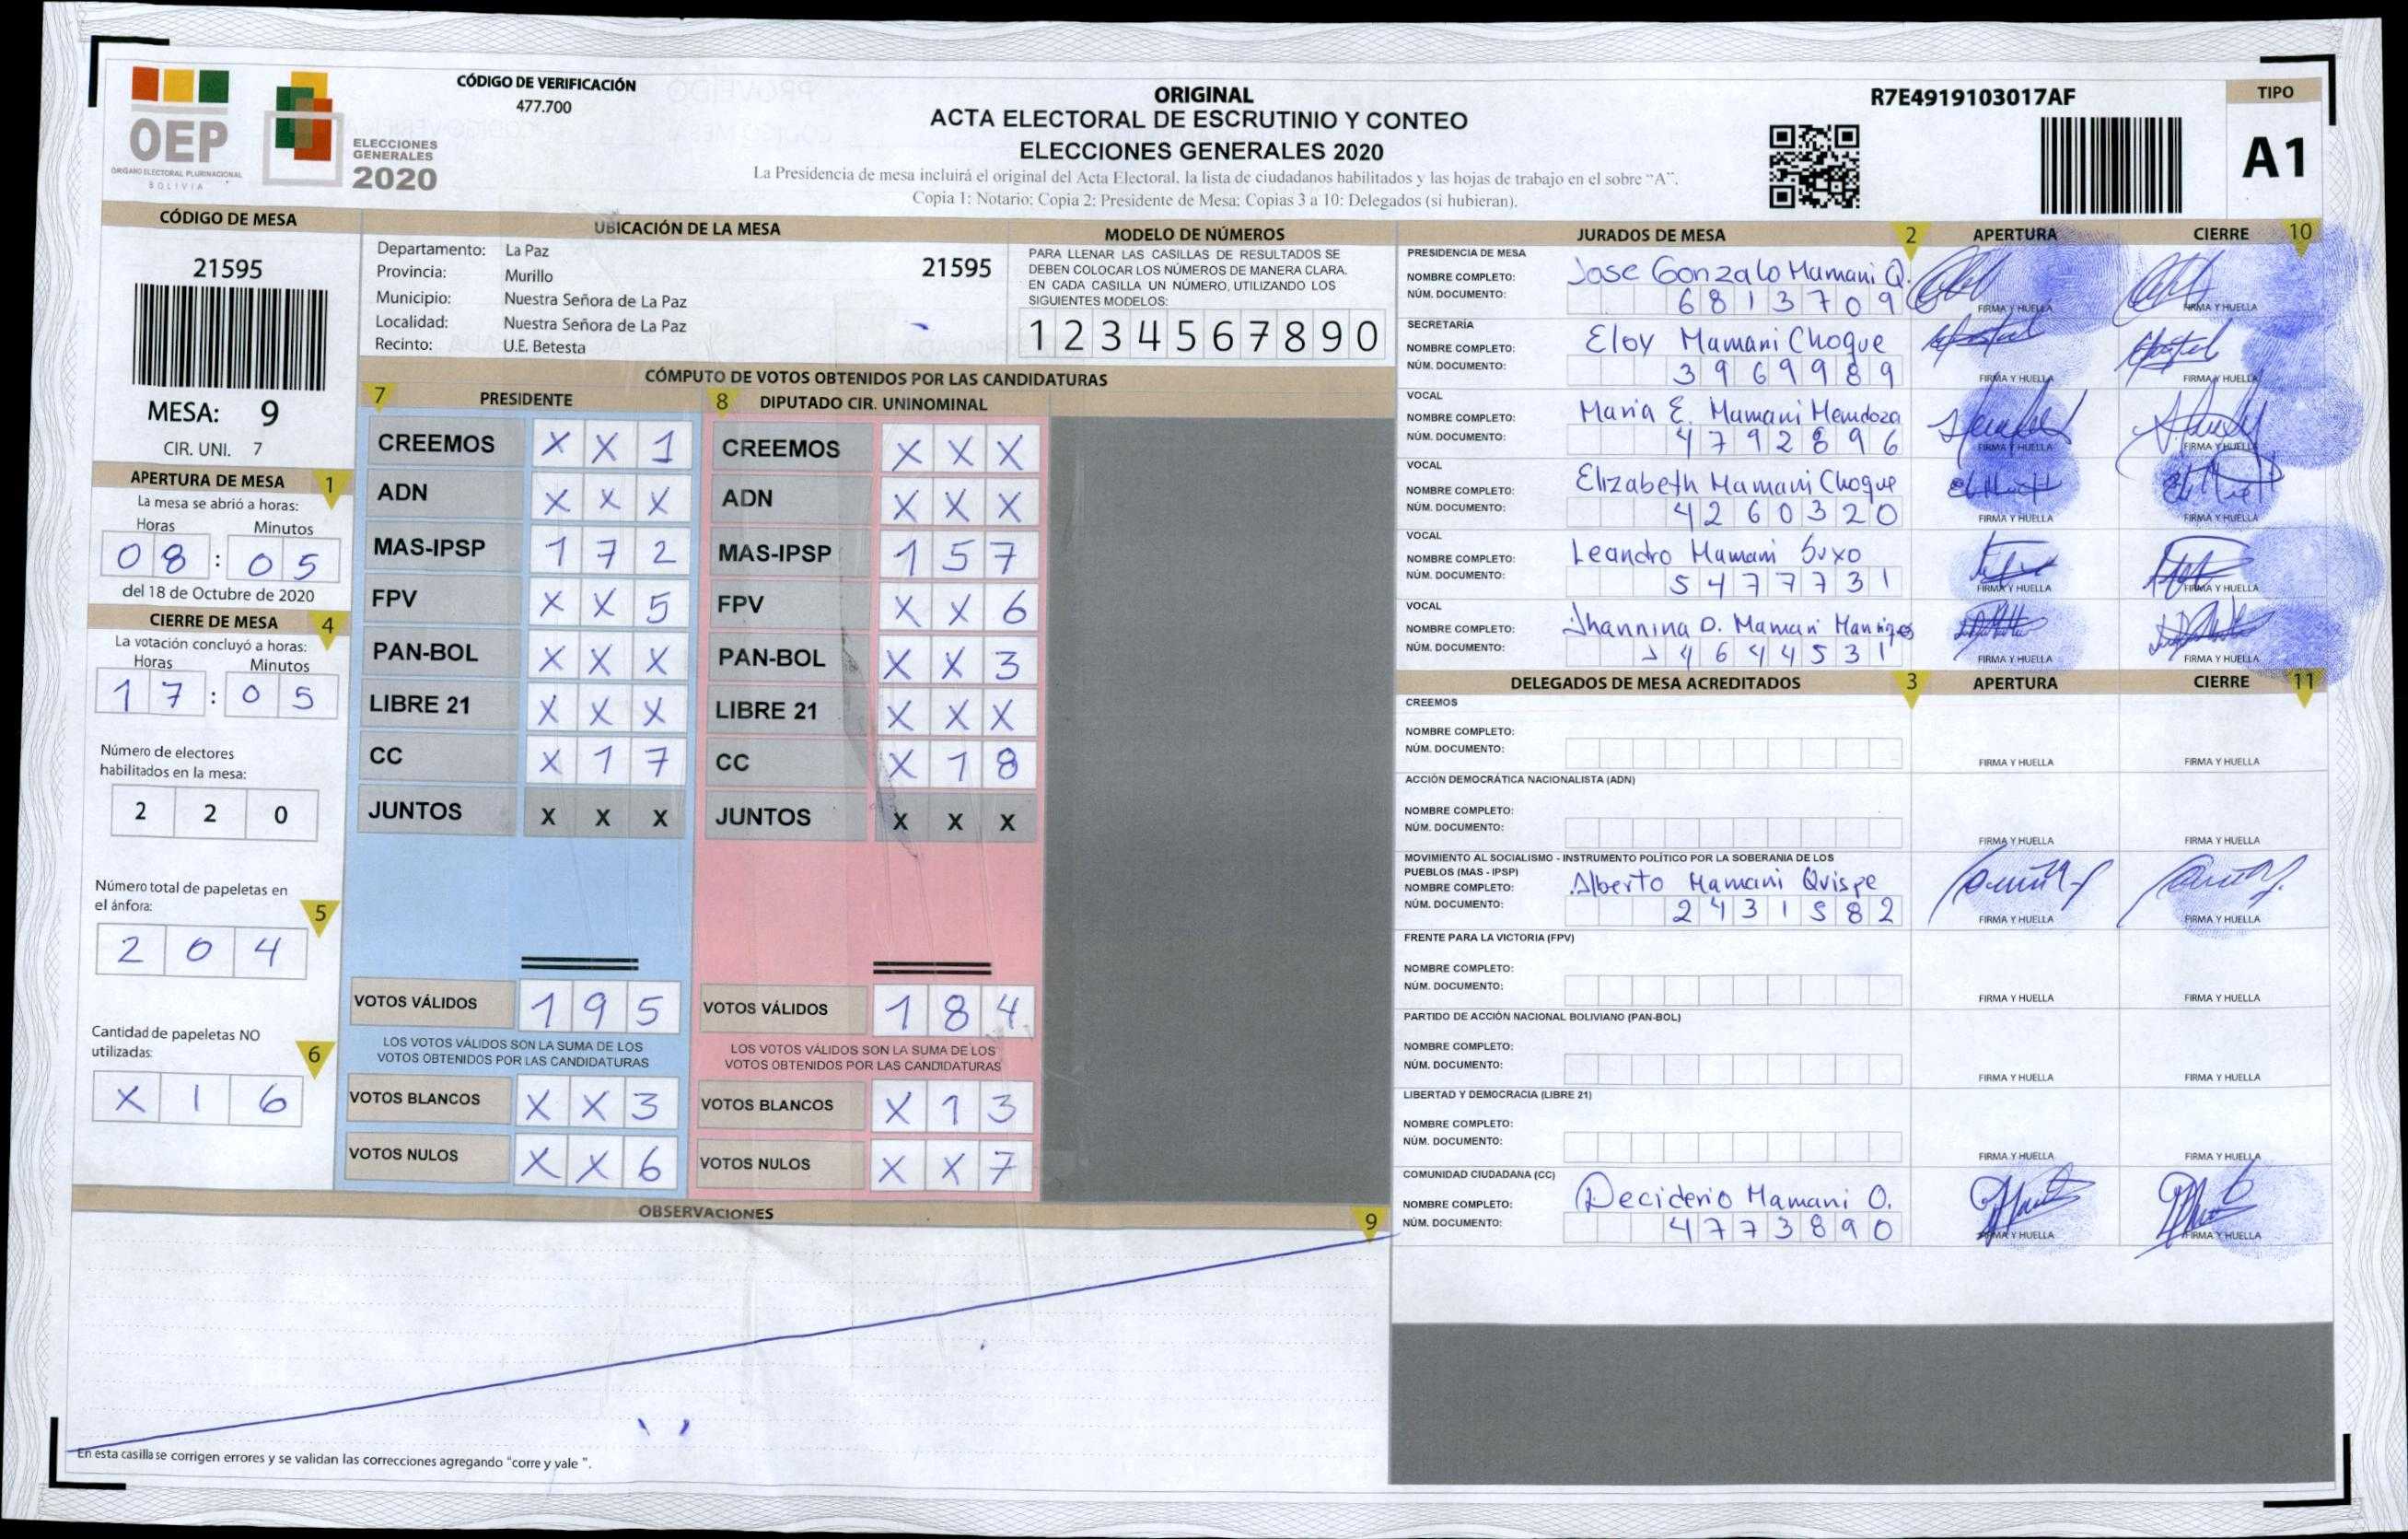 OEP
ÓRGANO ELECTORAL PLURINACIONAL
BOLIVIA
ELECCIONES
GENERALES
2020
CÓDIGO DE VERIFICACIÓN
477.700
ORIGINAL
ACTA ELECTORAL DE ESCRUTINIO Y CONTEO
ELECCIONES GENERALES 2020
La Presidencia de mesa incluirá el original del Acta Electoral, la lista de ciudadanos habilitados y las hojas de trabajo en el sobre "A".
Copia 1: Notario; Copia 2: Presidente de Mesa; Copias 3 a 10: Delegados (si hubieran).
R7E4919103017AF
TIPO
A1
CÓDIGO DE MESA
21595
MESA: 9
CIR. UNI. 7
APERTURA DE MESA 1
La mesa se abrió a horas:
Horas Minutos
08 : 05
del 18 de Octubre de 2020
CIERRE DE MESA 4
La votación concluyó a horas:
Horas Minutos
17 : 05
Número de electores
habilitados en la mesa:
2 2 0
Número total de papeletas en
el ánfora: 5
2 0 4
Cantidad de papeletas NO
utilizadas: 6
X 1 6
UBICACIÓN DE LA MESA
Departamento: La Paz
Provincia: Murillo
Municipio: Nuestra Señora de La Paz
Localidad: Nuestra Señora de La Paz
Recinto: U.E. Betesta
21595
MODELO DE NÚMEROS
PARA LLENAR LAS CASILLAS DE RESULTADOS SE
DEBEN COLOCAR LOS NÚMEROS DE MANERA CLARA.
EN CADA CASILLA UN NÚMERO, UTILIZANDO LOS
SIGUIENTES MODELOS:
1 2 3 4 5 6 7 8 9 0
CÓMPUTO DE VOTOS OBTENIDOS POR LAS CANDIDATURAS
7 PRESIDENTE
CREEMOS X X 1
ADN X X X
MAS-IPSP 1 7 2
FPV X X 5
PAN-BOL X X X
LIBRE 21 X X X
CC X 1 7
JUNTOS X X X
VOTOS VÁLIDOS 1 9 5
LOS VOTOS VÁLIDOS SON LA SUMA DE LOS
VOTOS OBTENIDOS POR LAS CANDIDATURAS
VOTOS BLANCOS X X 3
VOTOS NULOS X X 6
8 DIPUTADO CIR. UNINOMINAL
CREEMOS X X X
ADN X X X
MAS-IPSP 1 5 7
FPV X X 6
PAN-BOL X X 3
LIBRE 21 X X X
CC X 1 8
JUNTOS X X X
VOTOS VÁLIDOS 1 8 4
LOS VOTOS VÁLIDOS SON LA SUMA DE LOS
VOTOS OBTENIDOS POR LAS CANDIDATURAS
VOTOS BLANCOS X 1 3
VOTOS NULOS X X 7
OBSERVACIONES 9
En esta casilla se corrigen errores y se validan las correcciones agregando "corre y vale ".
JURADOS DE MESA 2 APERTURA CIERRE 10
PRESIDENCIA DE MESA
NOMBRE COMPLETO: Jose Gonzalo Mamani Q.
NÚM. DOCUMENTO: 6813709
FIRMA Y HUELLA FIRMA Y HUELLA
SECRETARÍA
NOMBRE COMPLETO: Eloy Mamani Choque
NÚM. DOCUMENTO: 3969989
FIRMA Y HUELLA FIRMA Y HUELLA
VOCAL
NOMBRE COMPLETO: Maria E. Mamani Mendoza
NÚM. DOCUMENTO: 4792896
FIRMA Y HUELLA FIRMA Y HUELLA
VOCAL
NOMBRE COMPLETO: Elizabeth Mamani Choque
NÚM. DOCUMENTO: 4260320
FIRMA Y HUELLA FIRMA Y HUELLA
VOCAL
NOMBRE COMPLETO: Leandro Mamani Suxo
NÚM. DOCUMENTO: 5477731
FIRMA Y HUELLA FIRMA Y HUELLA
VOCAL
NOMBRE COMPLETO: Jhannina D. Mamani
NÚM. DOCUMENTO: 4644531
FIRMA Y HUELLA FIRMA Y HUELLA
DELEGADOS DE MESA ACREDITADOS 3 APERTURA CIERRE 11
CREEMOS
NOMBRE COMPLETO:
NÚM. DOCUMENTO:
FIRMA Y HUELLA FIRMA Y HUELLA
ACCIÓN DEMOCRÁTICA NACIONALISTA (ADN)
NOMBRE COMPLETO:
NÚM. DOCUMENTO:
FIRMA Y HUELLA FIRMA Y HUELLA
MOVIMIENTO AL SOCIALISMO - INSTRUMENTO POLÍTICO POR LA SOBERANIA DE LOS
PUEBLOS (MAS - IPSP)
NOMBRE COMPLETO: Alberto Mamani Quispe
NÚM. DOCUMENTO: 2431582
FIRMA Y HUELLA FIRMA Y HUELLA
FRENTE PARA LA VICTORIA (FPV)
NOMBRE COMPLETO:
NÚM. DOCUMENTO:
FIRMA Y HUELLA FIRMA Y HUELLA
PARTIDO DE ACCIÓN NACIONAL BOLIVIANO (PAN-BOL)
NOMBRE COMPLETO:
NÚM. DOCUMENTO:
FIRMA Y HUELLA FIRMA Y HUELLA
LIBERTAD Y DEMOCRACIA (LIBRE 21)
NOMBRE COMPLETO:
NÚM. DOCUMENTO:
FIRMA Y HUELLA FIRMA Y HUELLA
COMUNIDAD CIUDADANA (CC)
NOMBRE COMPLETO: Deciderio Mamani O.
NÚM. DOCUMENTO: 4773890
FIRMA Y HUELLA FIRMA Y HUELLA